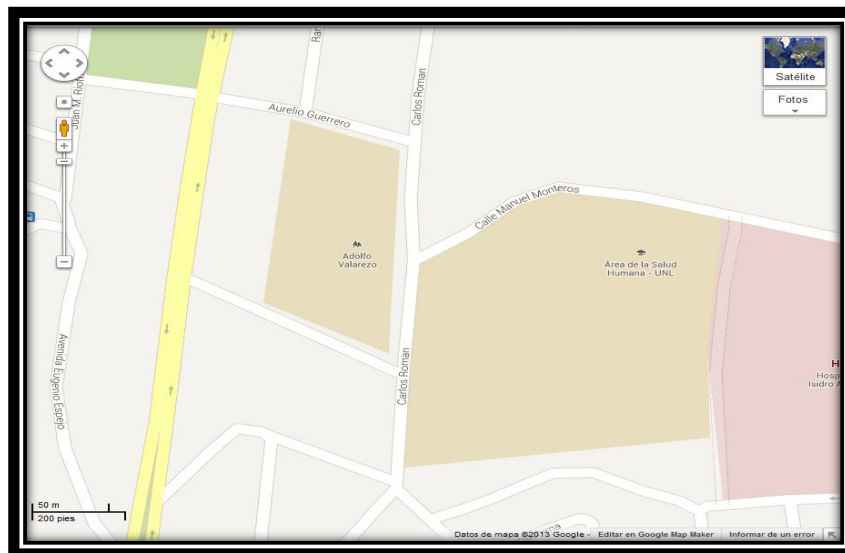 Satélite
Fotos
Carlos Roman
Aurelio Guerrero
Calle Manuel Monteros
Adolfo
Valarezo
Área de la Salud
Humana - UNL
H
Hosp
Isidro A
Avenida Eugenio Espejo
Carlos Roman
50 m
200 pies
Datos de mapa ©2013 Google -
Editar en Google Map Maker
Informar de un error